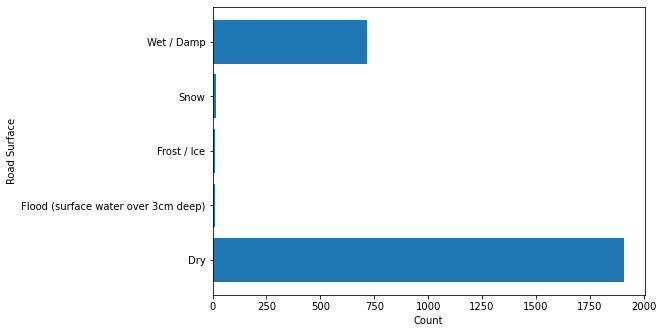 Wet / Damp
Snow
Frost / Ice
Flood (surface water over 3cm deep)
Dry
Road Surface
0 250 500 750 1000 1250 1500 1750 2000
Count